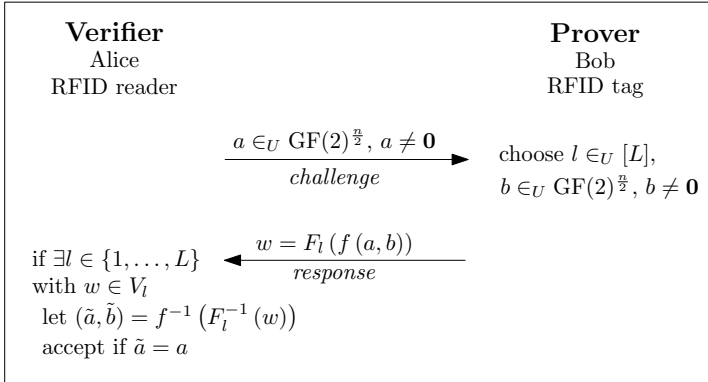 Verifier
Alice
RFID reader
Prover
Bob
RFID tag
a ∈_U GF(2)^{n/2}, a ≠ 𝟎
challenge
choose l ∈_U [L],
b ∈_U GF(2)^{n/2}, b ≠ 𝟎
w = F_l (f (a, b))
response
if ∃l ∈ {1, . . . , L}
with w ∈ V_l
let (ã, b̃) = f^{−1} (F_l^{−1} (w))
accept if ã = a